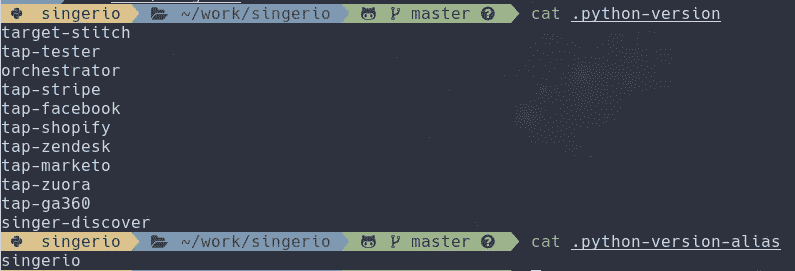 singerio ~/work/singerio master ? cat .python-version
target-stitch
tap-tester
orchestrator
tap-stripe
tap-facebook
tap-shopify
tap-zendesk
tap-marketo
tap-zuora
tap-ga360
singer-discover
singerio ~/work/singerio master ? cat .python-version-alias
singerio